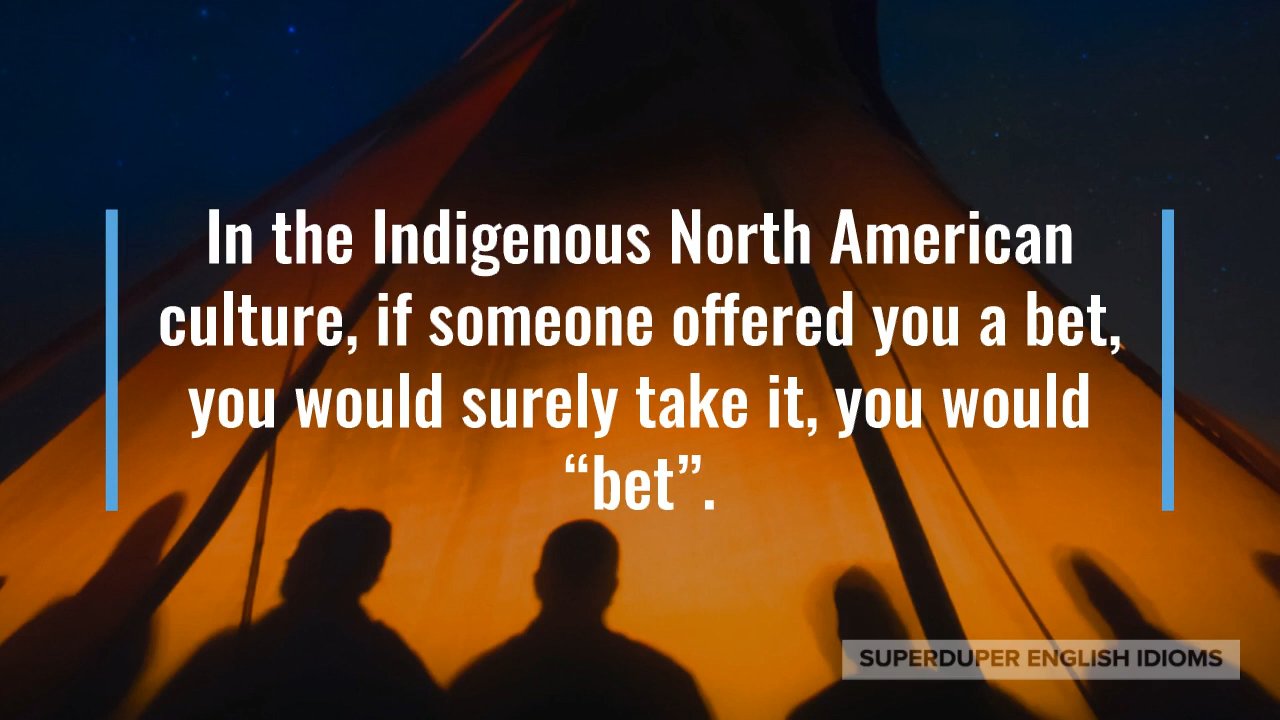 In the Indigenous North American
culture, if someone offered you a bet,
you would surely take it, you would
“bet”.
SUPERDUPER ENGLISH IDIOMS